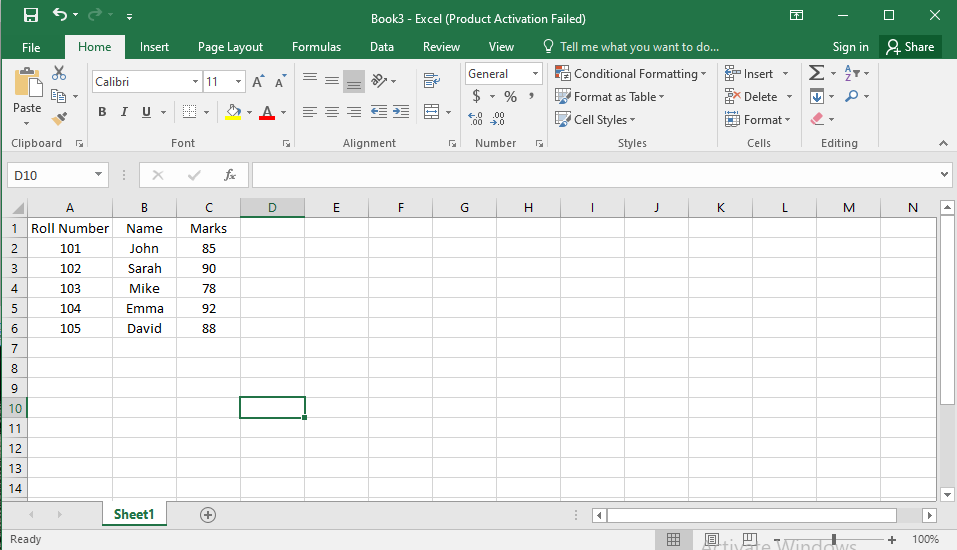 Book3 - Excel (Product Activation Failed)
File Home Insert Page Layout Formulas Data Review View Tell me what you want to do... Sign in Share
Calibri 11 General Conditional Formatting Insert
Paste B I U A $ % , Format as Table Delete
Cell Styles Format
Clipboard Font Alignment Number Styles Cells Editing
D10 fx
A B C D E F G H I J K L M N
1 Roll Number Name Marks
2 101 John 85
3 102 Sarah 90
4 103 Mike 78
5 104 Emma 92
6 105 David 88
7
8
9
10
11
12
13
14
Sheet1
Ready Activate Windows 100%